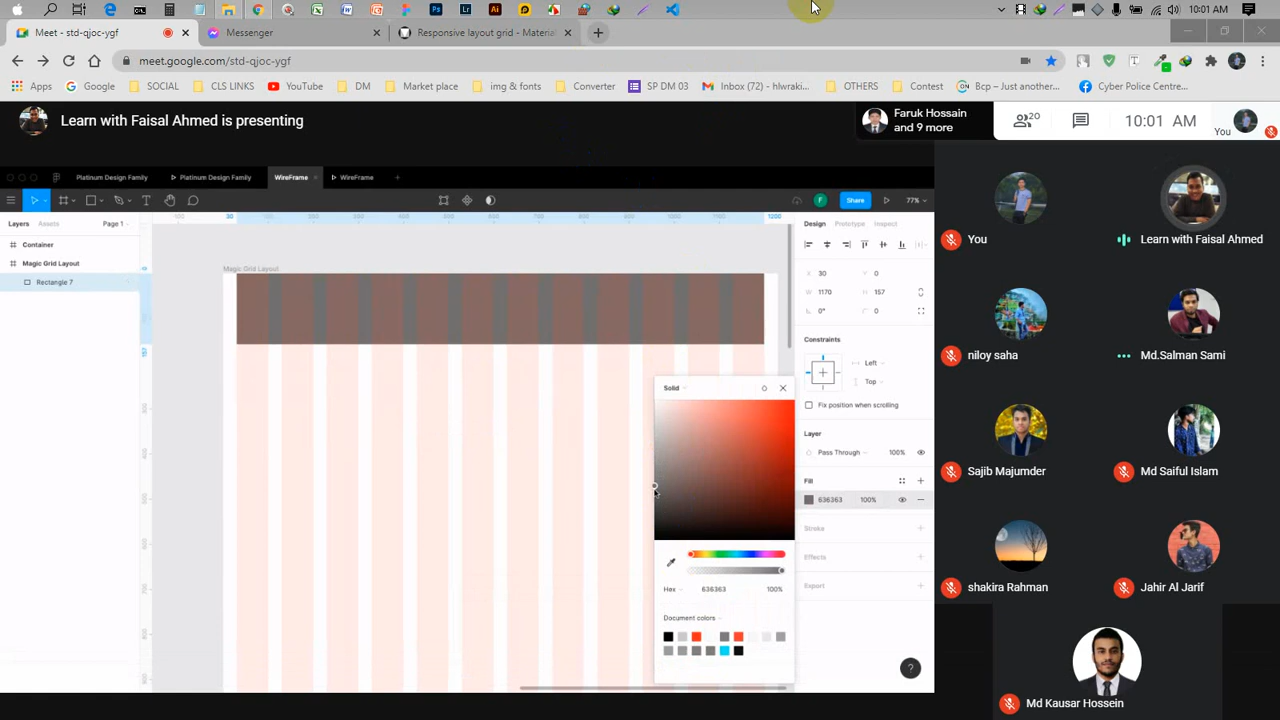 10:01 AM
Meet - std-qjoc-ygf
Messenger
Responsive layout grid - Material
meet.google.com/std-qjoc-ygf
Apps
SOCIAL
CLS LINKS
YouTube
DM
Market place
img & fonts
Converter
SP DM 03
Inbox (72) - hlwraki...
OTHERS
Contest
Bcp – Just another...
Cyber Police Centre...
Learn with Faisal Ahmed is presenting
Faruk Hossain
and 9 more
20
10:01 AM
You
Platinum Design Family
Platinum Design Family
WireFrame
WireFrame
F
Share
77%
Layers
Assets
Page 1
30
1200
Design
Prototype
Inspect
Container
Magic Grid Layout
Rectangle 7
Magic Grid Layout
X 30
Y 0
W 1170
H 157
0°
0
Constraints
Left
Top
Fix position when scrolling
Layer
Pass Through
100%
Fill
636363
100%
Stroke
Effects
Export
Solid
Hex
636363
100%
Document colors
?
You
Learn with Faisal Ahmed
niloy saha
Md.Salman Sami
Sajib Majumder
Md Saiful Islam
shakira Rahman
Jahir Al Jarif
Md Kausar Hossein